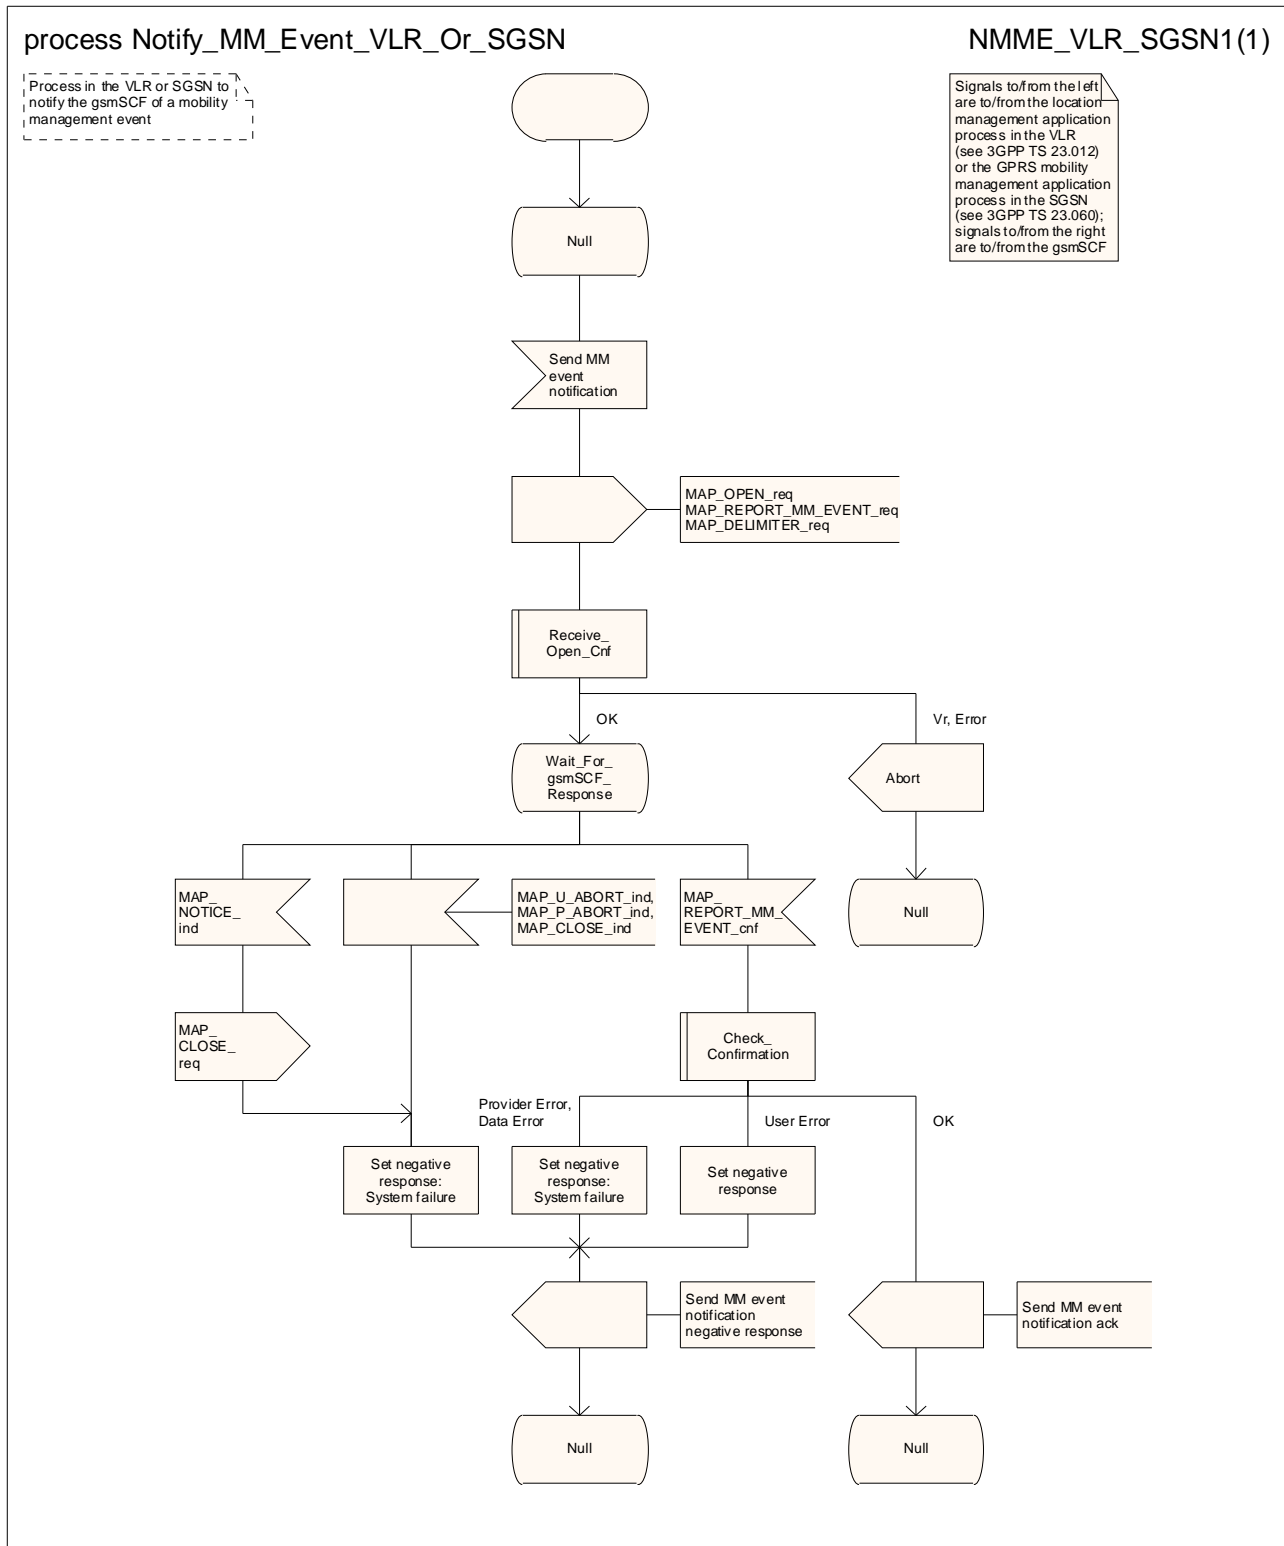 process Notify_MM_Event_VLR_Or_SGSN
NMME_VLR_SGSN1(1)
Process in the VLR or SGSN to
notify the gsmSCF of a mobility
management event
Signals to/from the left
are to/from the location
management application
process in the VLR
(see 3GPP TS 23.012)
or the GPRS mobility
management application
process in the SGSN
(see 3GPP TS 23.060);
signals to/from the right
are to/from the gsmSCF
Null
Send MM
event
notification
MAP_OPEN_req
MAP_REPORT_MM_EVENT_req
MAP_DELIMITER_req
Receive_
Open_Cnf
OK
Vr, Error
Wait_For_
gsmSCF_
Response
Abort
MAP_
NOTICE_
ind
MAP_U_ABORT_ind,
MAP_P_ABORT_ind,
MAP_CLOSE_ind
MAP_
REPORT_MM_
EVENT_cnf
Null
MAP_
CLOSE_
req
Check_
Confirmation
Provider Error,
Data Error
User Error
OK
Set negative
response:
System failure
Set negative
response:
System failure
Set negative
response
Send MM event
notification
negative response
Send MM event
notification ack
Null
Null